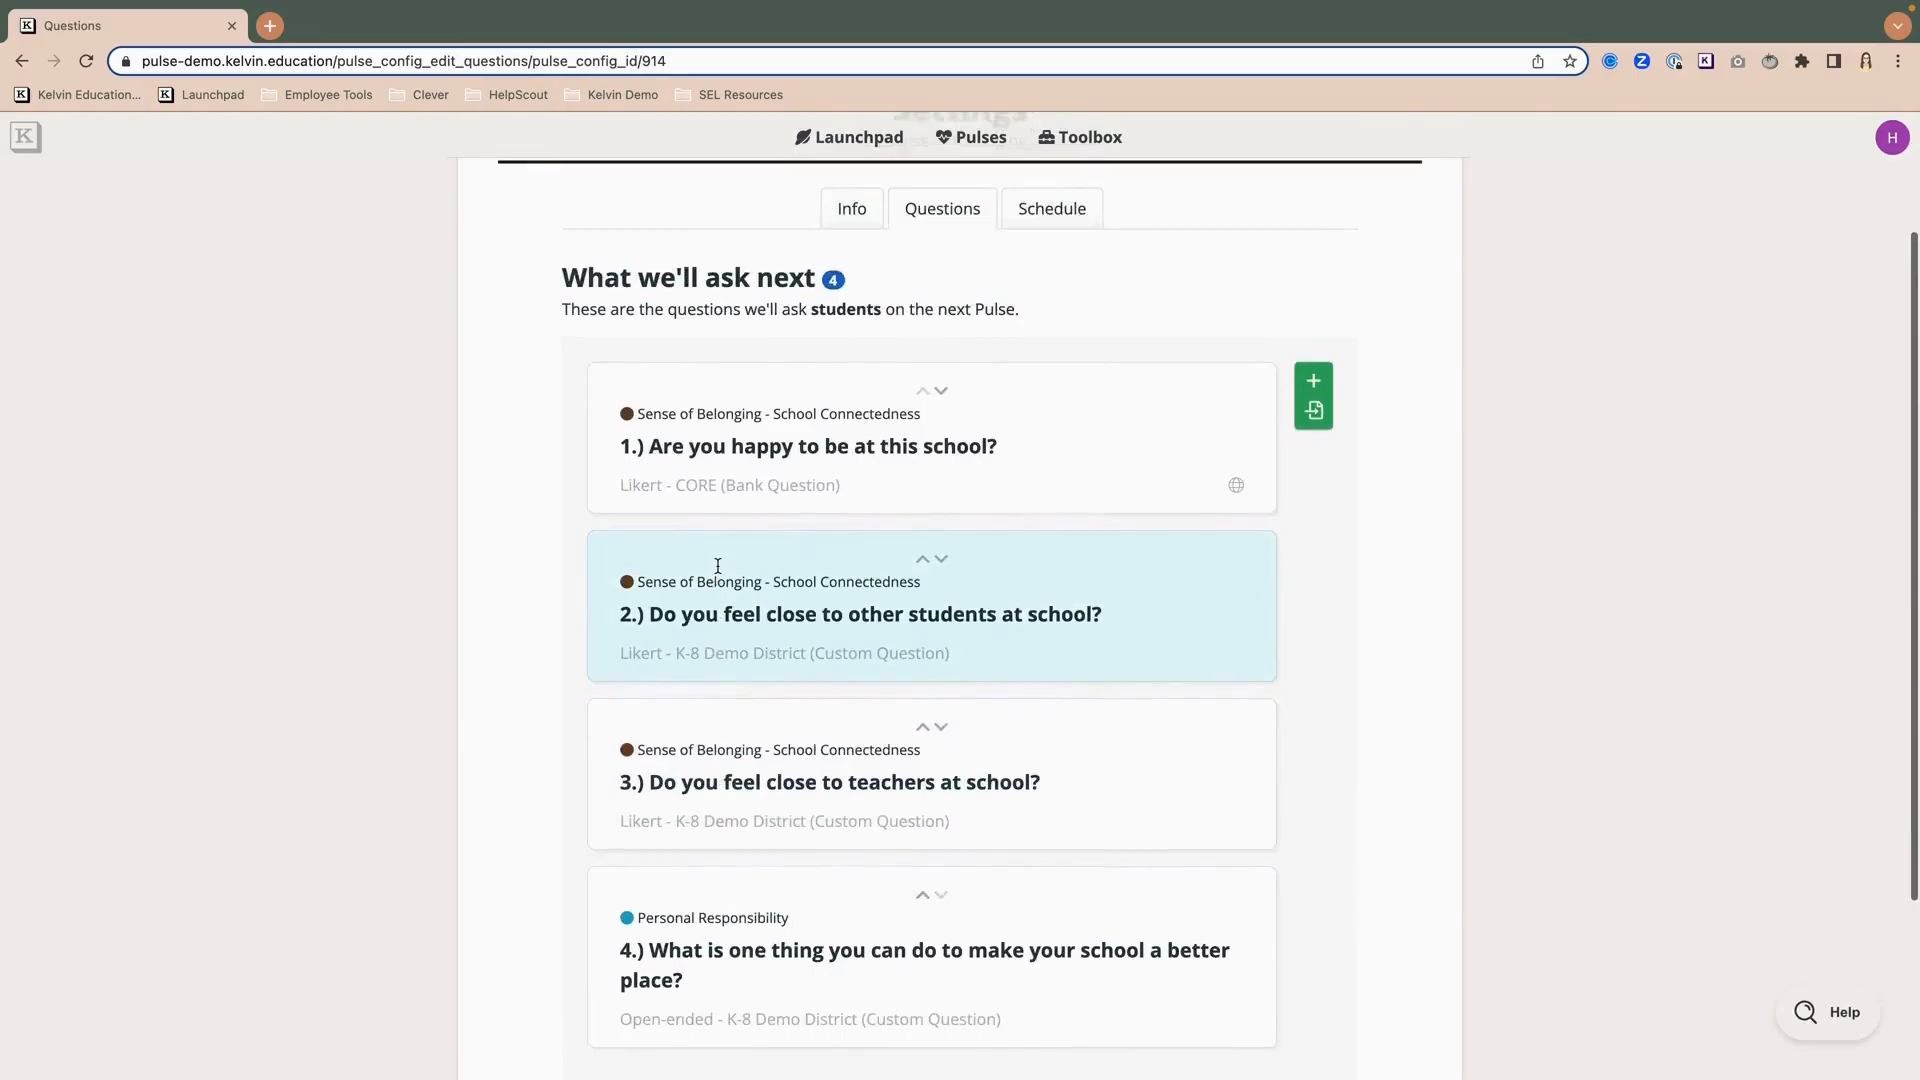 K Questions
pulse-demo.kelvin.education/pulse_config_edit_questions/pulse_config_id/914
K Kelvin Education...
K Launchpad
Employee Tools
Clever
HelpScout
Kelvin Demo
SEL Resources
K
Settings
Launchpad
Pulses
Toolbox
H
Info
Questions
Schedule
What we'll ask next 4
These are the questions we'll ask students on the next Pulse.
Sense of Belonging - School Connectedness
1.) Are you happy to be at this school?
Likert - CORE (Bank Question)
Sense of Belonging - School Connectedness
2.) Do you feel close to other students at school?
Likert - K-8 Demo District (Custom Question)
Sense of Belonging - School Connectedness
3.) Do you feel close to teachers at school?
Likert - K-8 Demo District (Custom Question)
Personal Responsibility
4.) What is one thing you can do to make your school a better
place?
Open-ended - K-8 Demo District (Custom Question)
Help